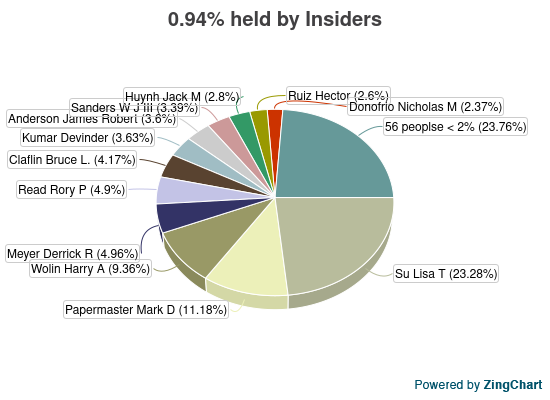 0.94% held by Insiders
Huynh Jack M (2.8%)
Ruiz Hector (2.6%)
Sanders W J III (3.39%)
Donofrio Nicholas M (2.37%)
Anderson James Robert (3.6%)
56 peoplse < 2% (23.76%)
Kumar Devinder (3.63%)
Claflin Bruce L. (4.17%)
Read Rory P (4.9%)
Meyer Derrick R (4.96%)
Wolin Harry A (9.36%)
Su Lisa T (23.28%)
Papermaster Mark D (11.18%)
Powered by ZingChart